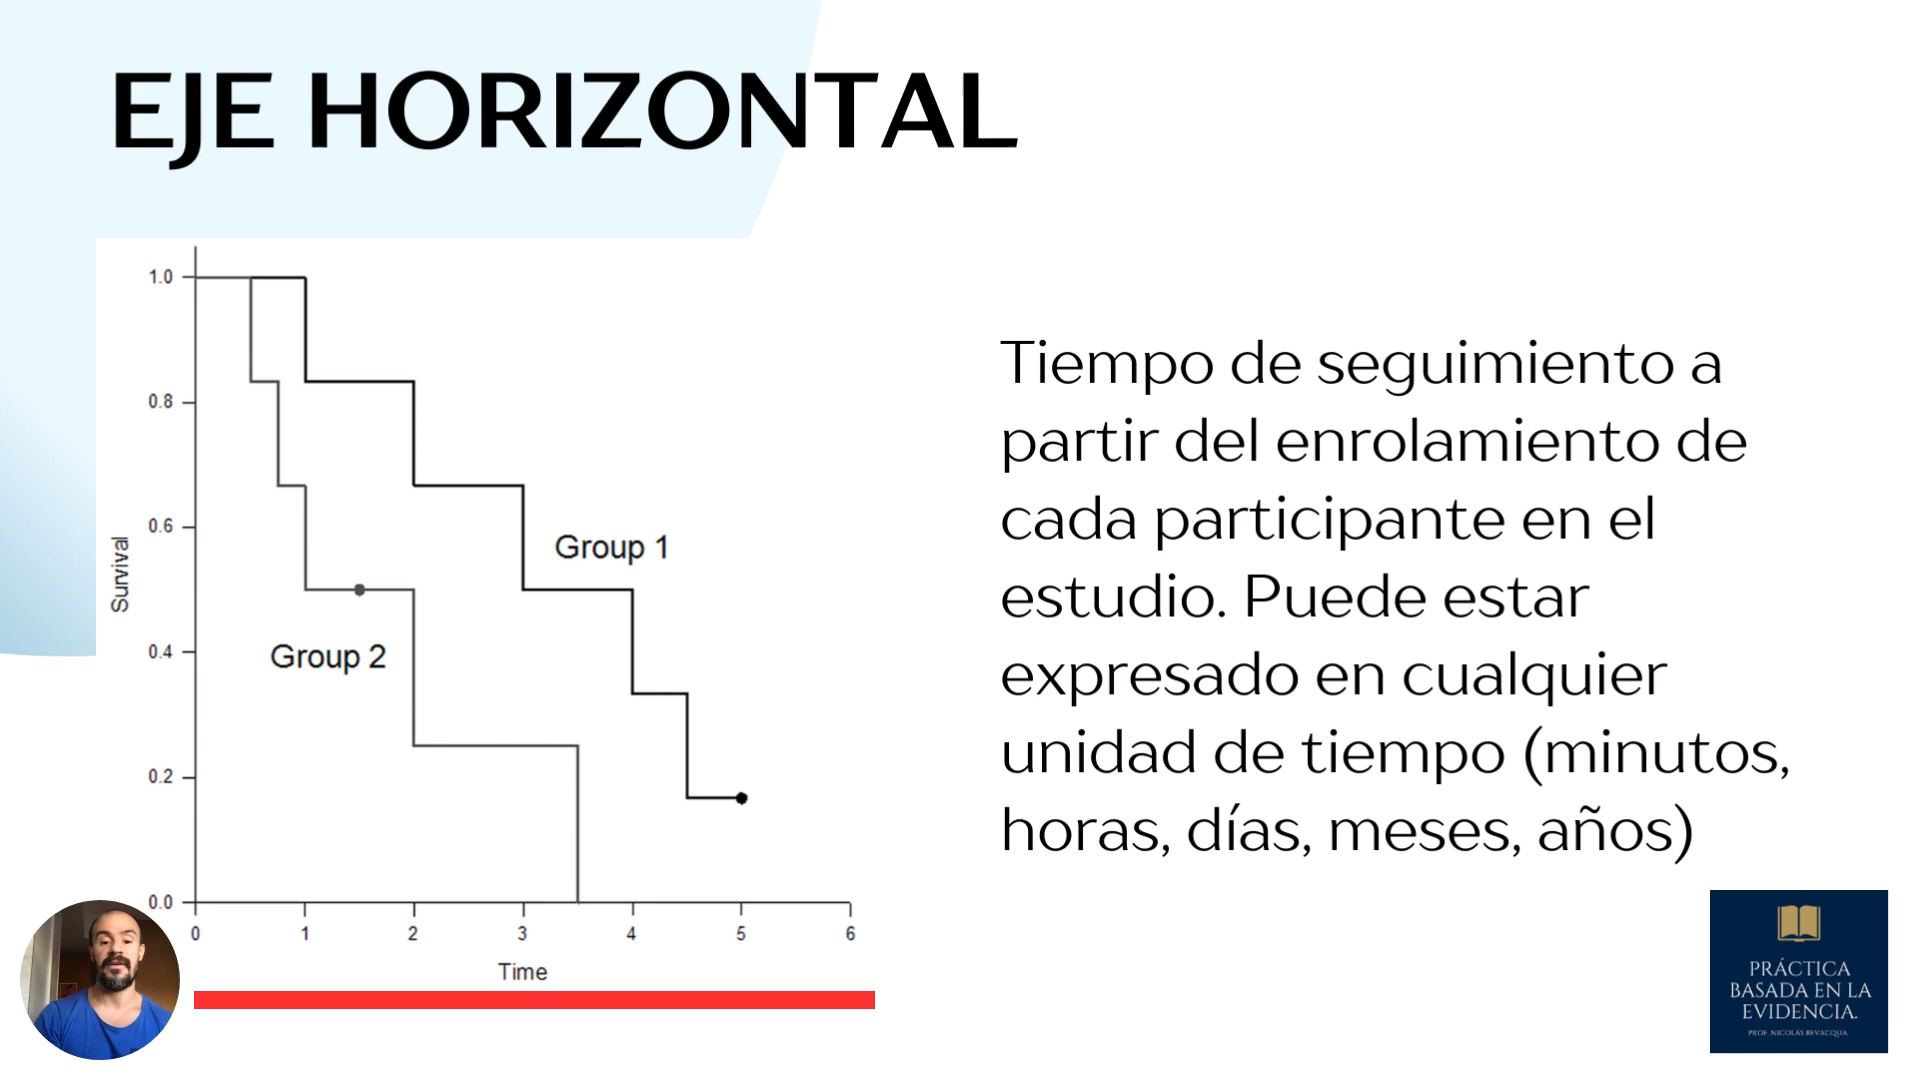 EJE HORIZONTAL
1.0
0.8
0.6
0.4
0.2
0.0
Survival
Group 1
Group 2
0 1 2 3 4 5 6
Time
Tiempo de seguimiento a
partir del enrolamiento de
cada participante en el
estudio. Puede estar
expresado en cualquier
unidad de tiempo (minutos,
horas, días, meses, años)
PRÁCTICA
BASADA EN LA
EVIDENCIA.
PROF. NICOLÁS BEVACQUA